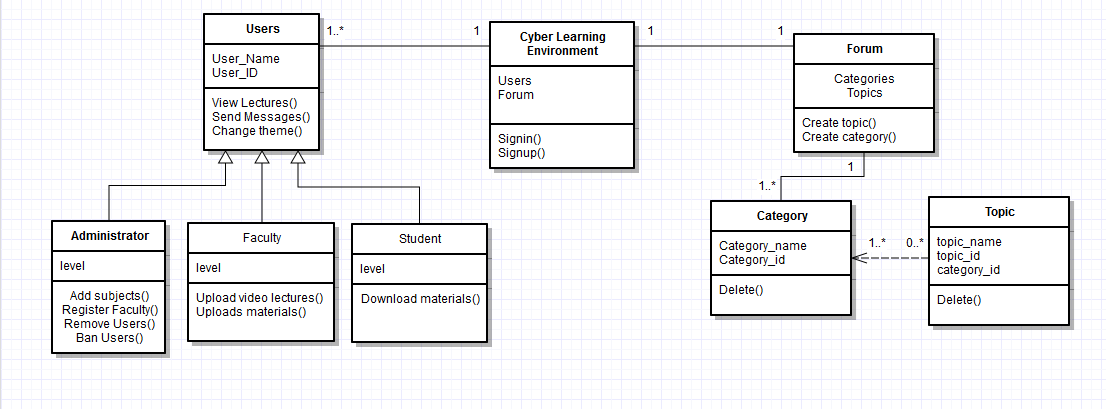 Users
User_Name
User_ID
View Lectures()
Send Messages()
Change theme()
1..*
1
Cyber Learning
Environment
Users
Forum
Signin()
Signup()
1
1
Forum
Categories
Topics
Create topic()
Create category()
1
1..*
Administrator
level
Add subjects()
Register Faculty()
Remove Users()
Ban Users()
Faculty
level
Upload video lectures()
Uploads materials()
Student
level
Download materials()
Category
Category_name
Category_id
Delete()
1..*
0..*
Topic
topic_name
topic_id
category_id
Delete()